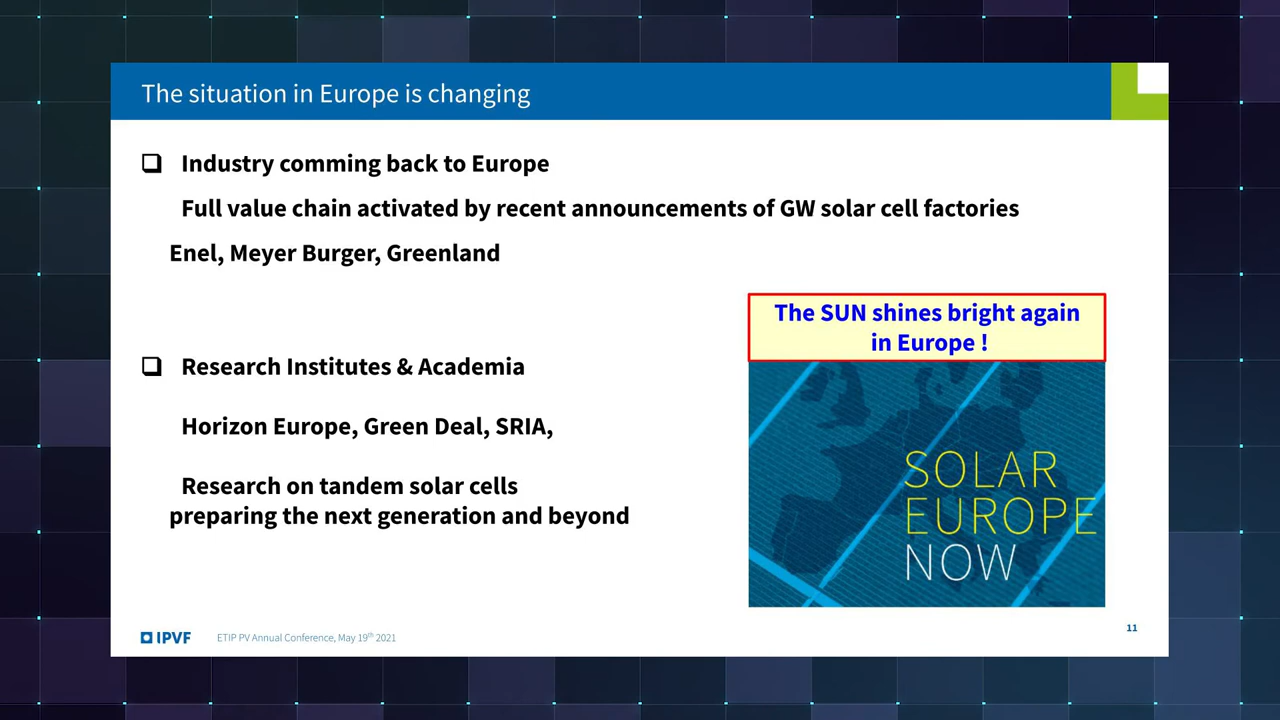 The situation in Europe is changing
❑ Industry comming back to Europe
Full value chain activated by recent announcements of GW solar cell factories
Enel, Meyer Burger, Greenland
The SUN shines bright again
in Europe !
❑ Research Institutes & Academia
Horizon Europe, Green Deal, SRIA,
Research on tandem solar cells
preparing the next generation and beyond
SOLAR
EUROPE
NOW
IPVF
ETIP PV Annual Conference, May 19th 2021
11